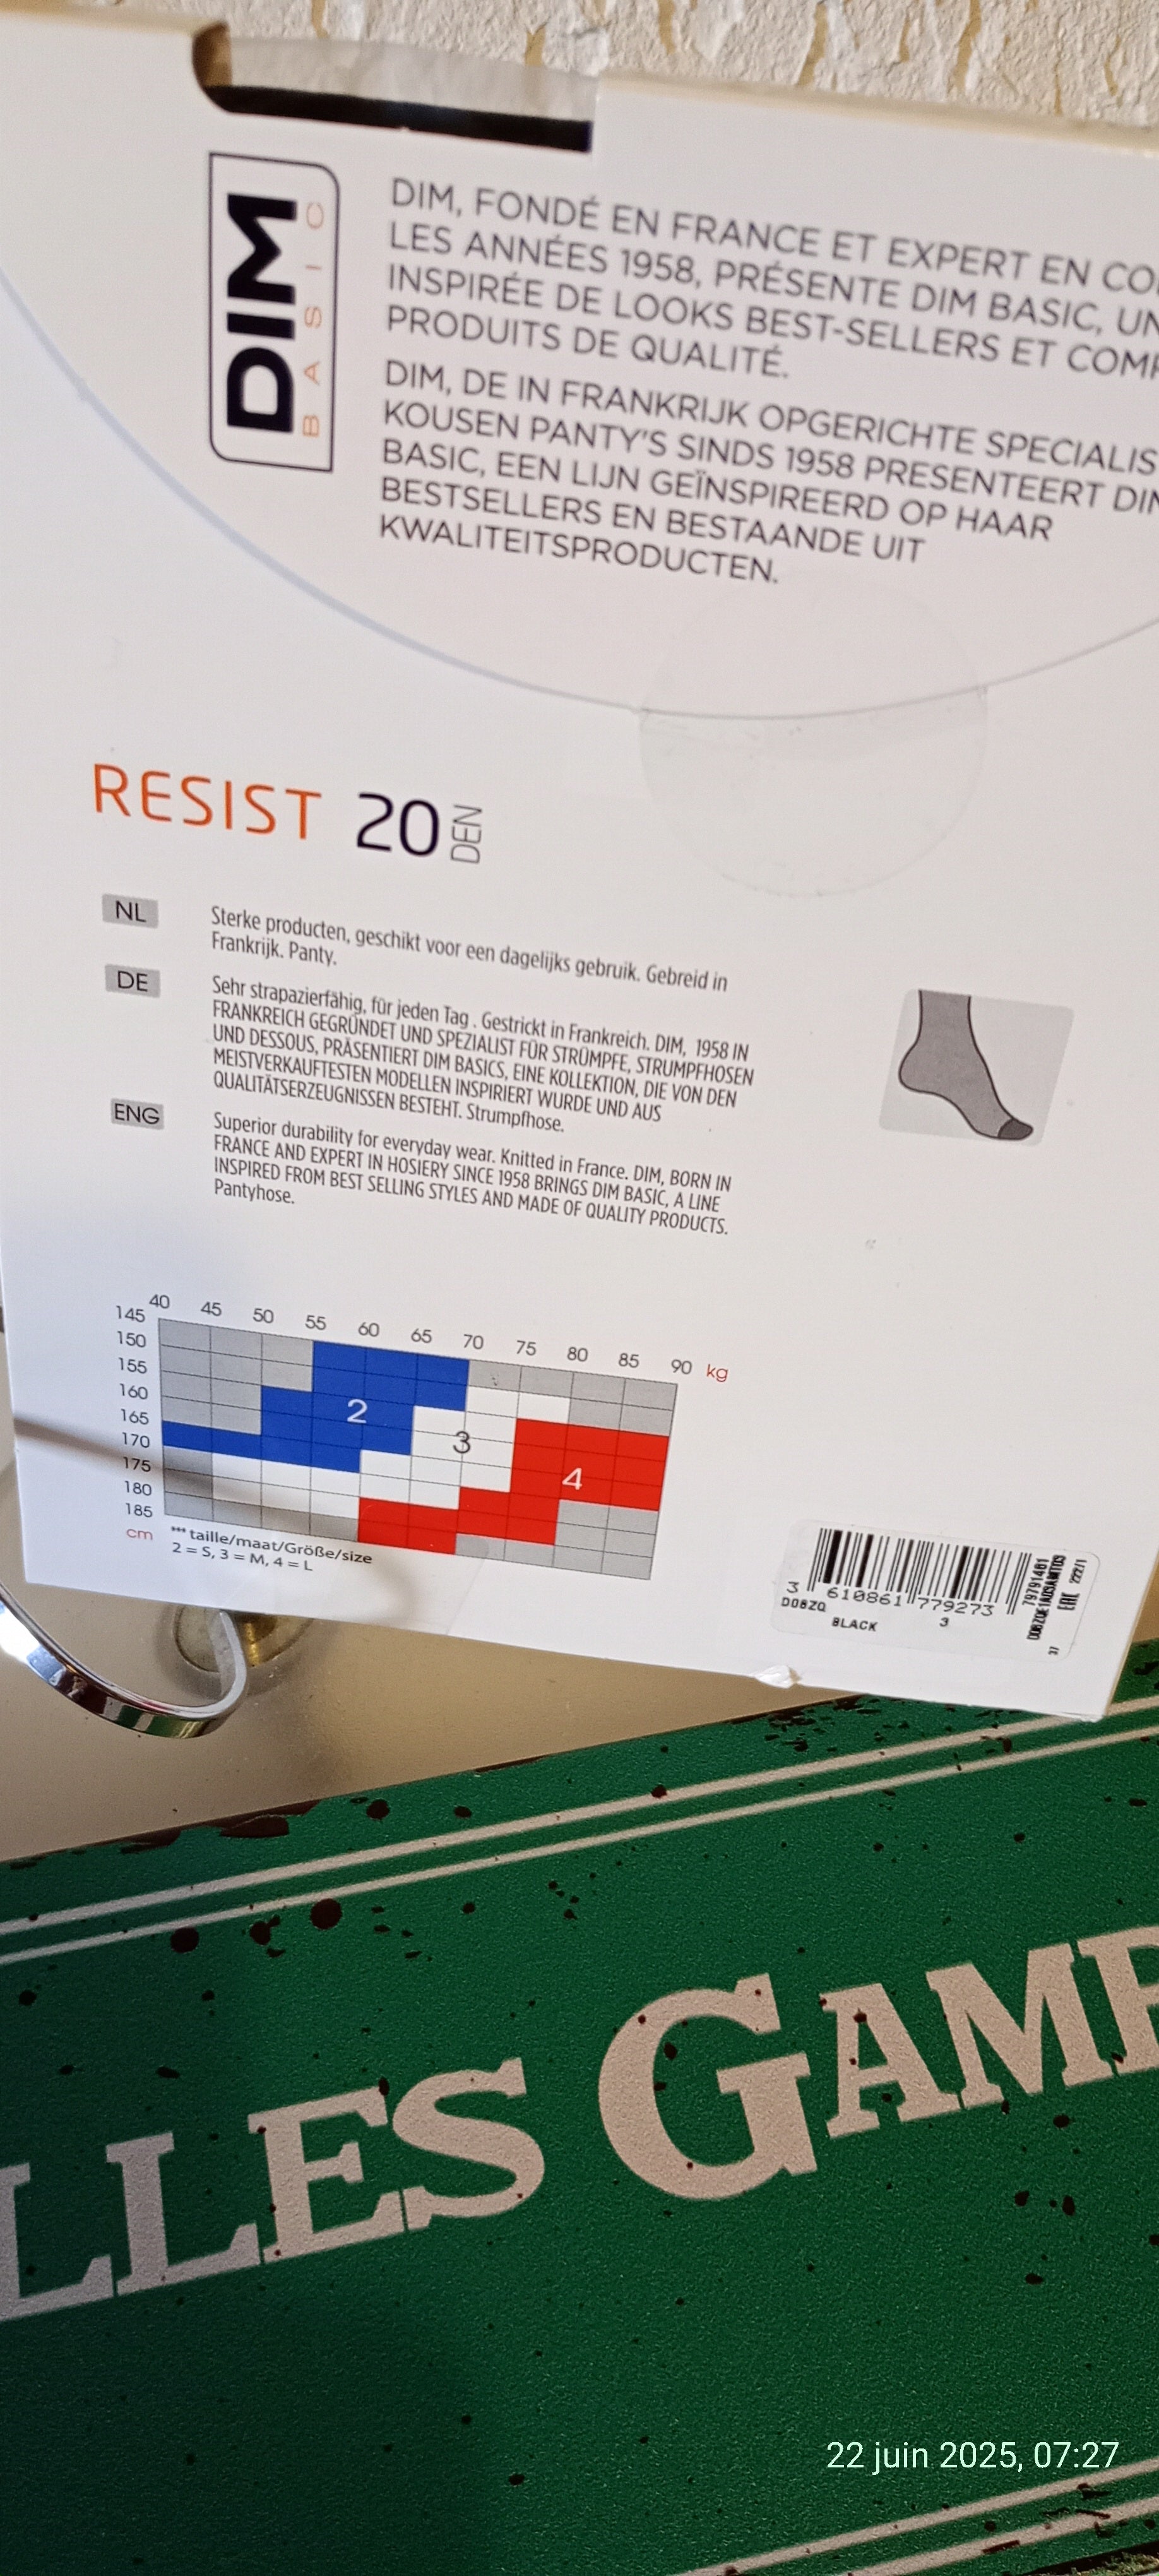 DIM
BASIC
DIM, FONDÉ EN FRANCE ET EXPERT EN
LES ANNÉES 1958, PRÉSENTE DIM BASIC,
INSPIRÉE DE LOOKS BEST-SELLERS ET
PRODUITS DE QUALITÉ.
DIM, DE IN FRANKRIJK OPGERICHTE
KOUSEN PANTY'S SINDS 1958 PRESENTEERT
BASIC, EEN LIJN GEÏNSPIREERD OP HAAR
BESTSELLERS EN BESTAANDE UIT
KWALITEITSPRODUCTEN.
RESIST 20 DEN
NL
Sterke producten, geschikt voor een dagelijks gebruik. Gebreid in
Frankrijk. Panty.
DE
Sehr strapazierfähig, für jeden Tag . Gestrickt in Frankreich. DIM, 1958 IN
FRANKREICH GEGRÜNDET UND SPEZIALIST FÜR STRÜMPFE, STRUMPFHOSEN
UND DESSOUS, PRÄSENTIERT DIM BASICS, EINE KOLLEKTION, DIE VON DEN
MEISTVERKAUFTESTEN MODELLEN INSPIRIERT WURDE UND AUS
QUALITÄTSERZEUGNISSEN BESTEHT. Strumpfhose.
ENG
Superior durability for everyday wear. Knitted in France. DIM, BORN IN
FRANCE AND EXPERT IN HOSIERY SINCE 1958 BRINGS DIM BASIC, A LINE
INSPIRED FROM BEST SELLING STYLES AND MADE OF QUALITY PRODUCTS.
Pantyhose.
40 45 50 55 60 65 70 75 80 85 90 kg
145
150
155
160
165
170
175
180
185
cm
2
3
4
*** taille/maat/Größe/size
2 = S, 3 = M, 4 = L
3 610861 779273
D08ZQ
BLACK 3
79791461
EAC 222/1
37
LLES GAM
22 juin 2025, 07:27